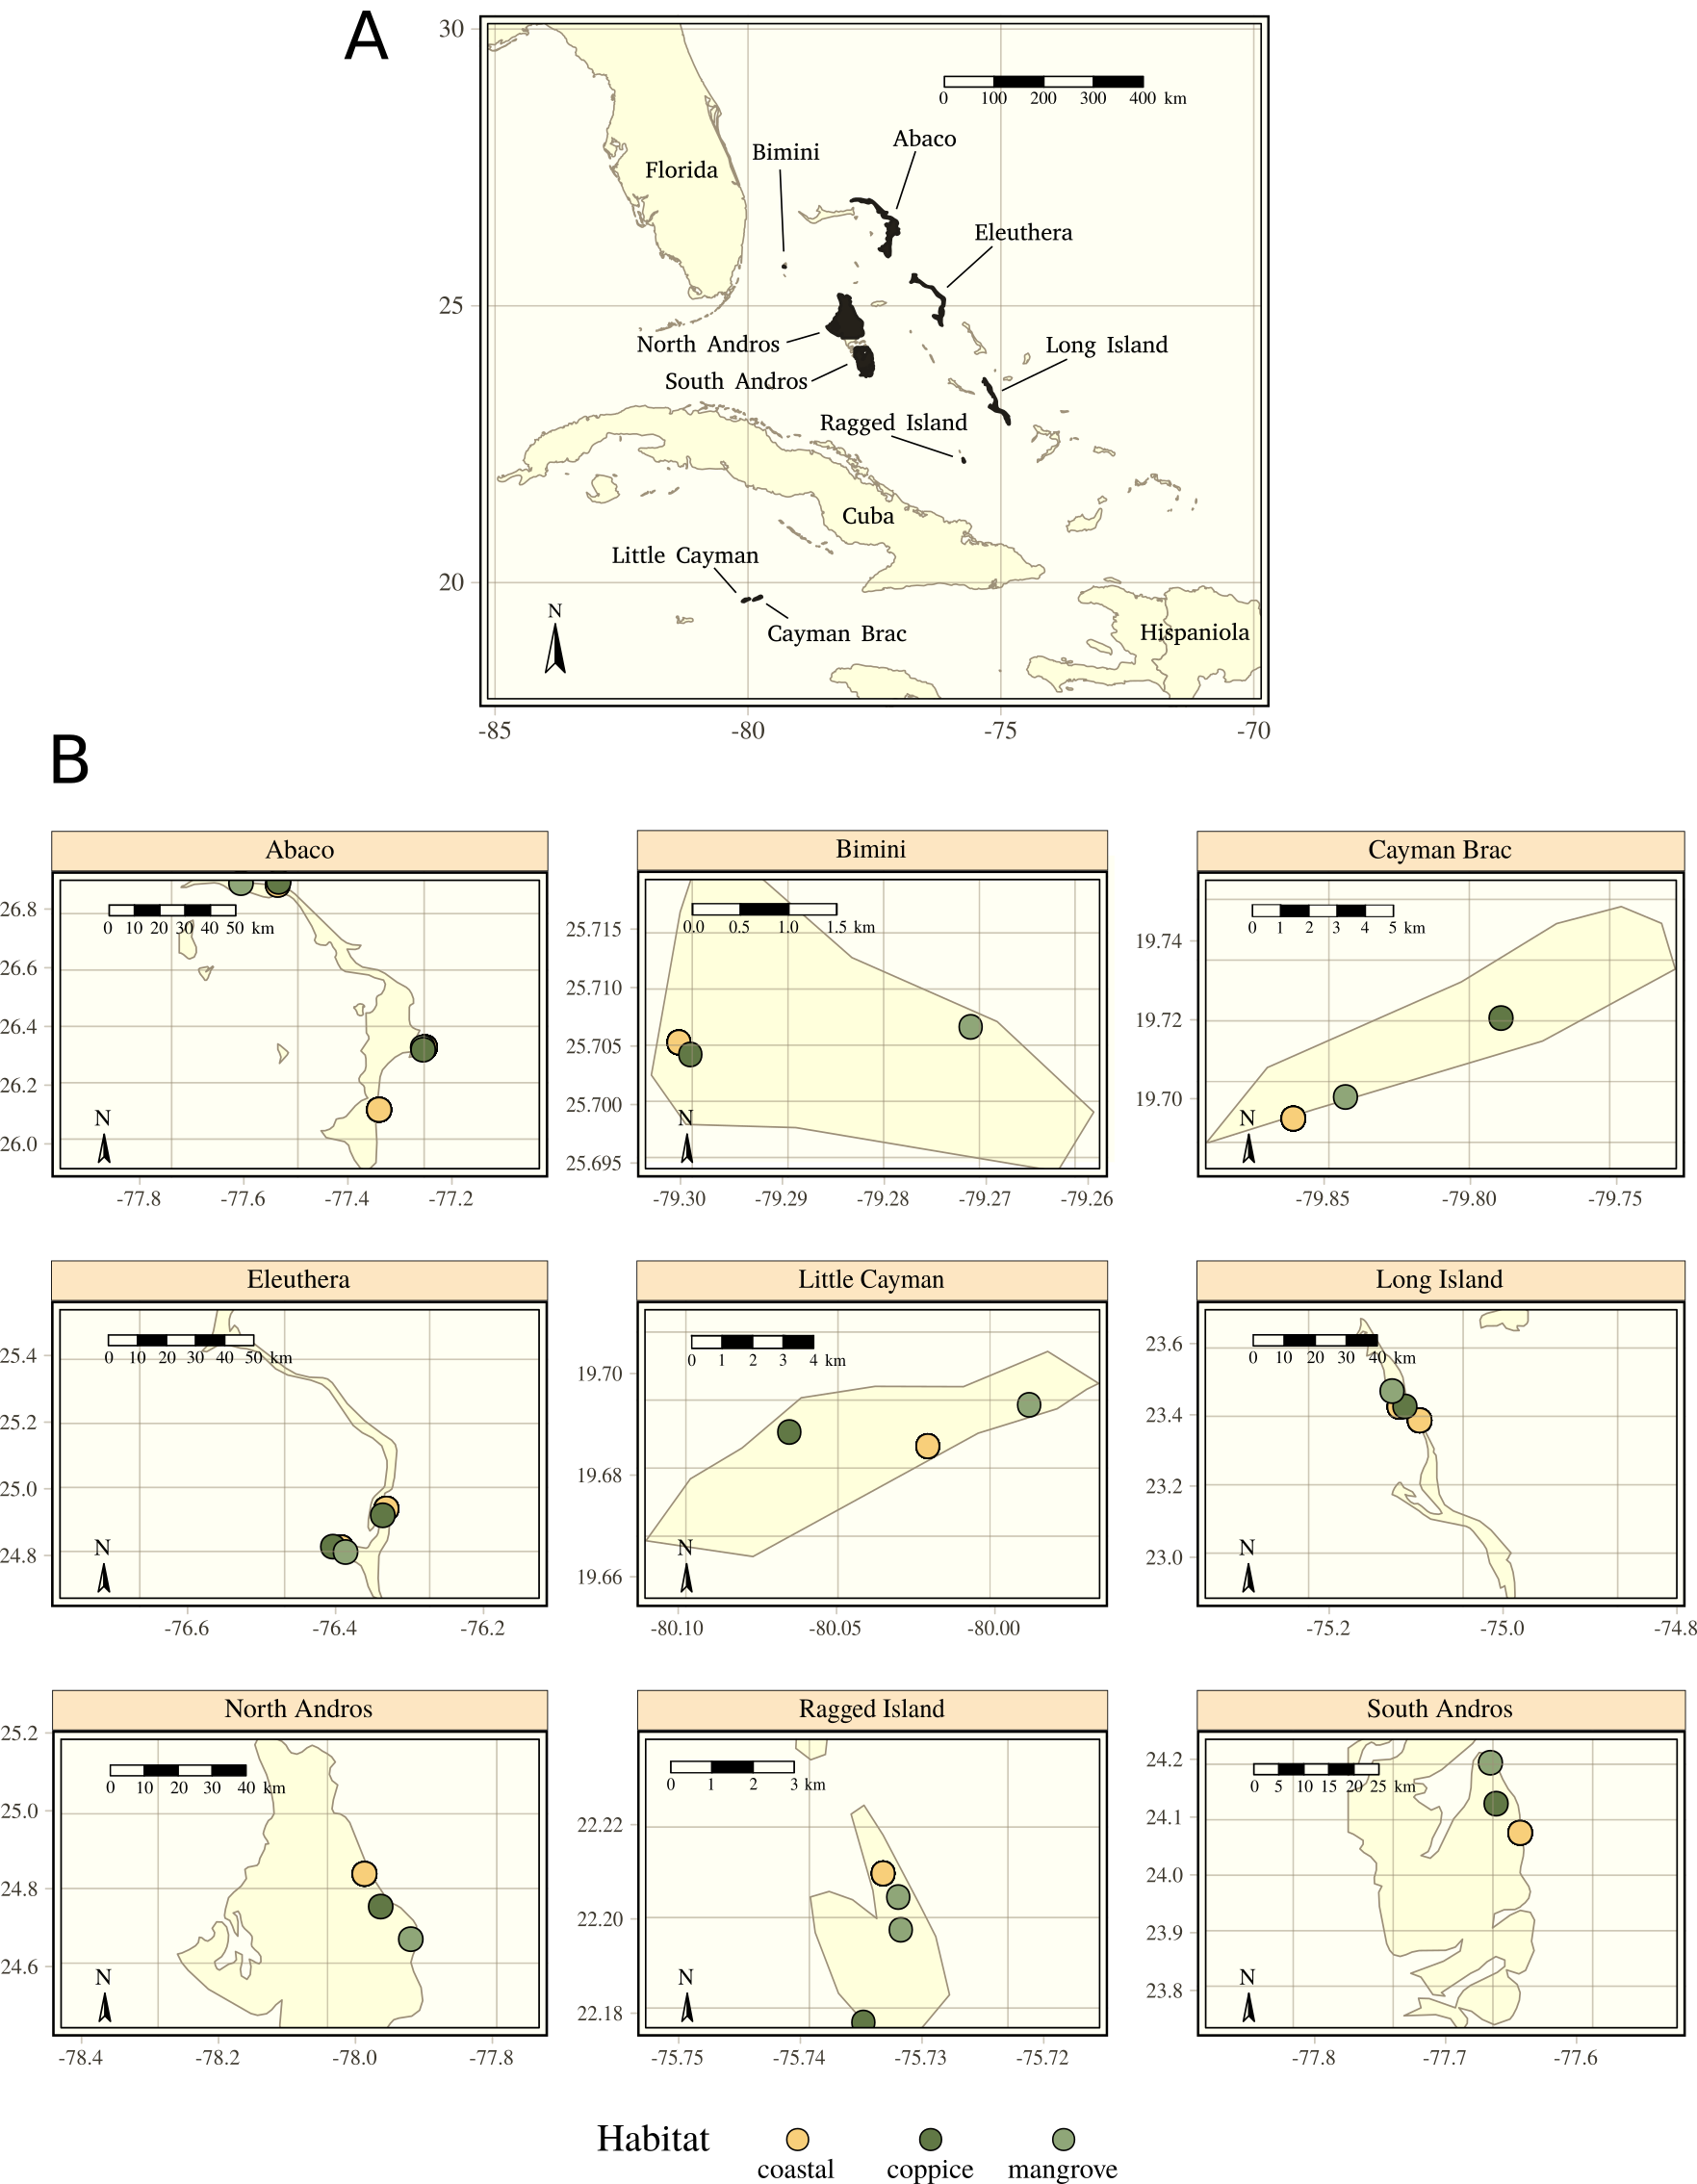 A
30
25
20
-85 -80 -75 -70
0 100 200 300 400 km
Florida
Bimini
Abaco
Eleuthera
North Andros
South Andros
Long Island
Ragged Island
Cuba
Little Cayman
Cayman Brac
Hispaniola
N
B
Abaco
26.8
26.6
26.4
26.2
26.0
0 10 20 30 40 50 km
N
-77.8 -77.6 -77.4 -77.2
Bimini
25.715
25.710
25.705
25.700
25.695
0.0 0.5 1.0 1.5 km
N
-79.30 -79.29 -79.28 -79.27 -79.26
Cayman Brac
19.74
19.72
19.70
0 1 2 3 4 5 km
N
-79.85 -79.80 -79.75
Eleuthera
25.4
25.2
25.0
24.8
0 10 20 30 40 50 km
N
-76.6 -76.4 -76.2
Little Cayman
19.70
19.68
19.66
0 1 2 3 4 km
N
-80.10 -80.05 -80.00
Long Island
23.6
23.4
23.2
23.0
0 10 20 30 40 km
N
-75.2 -75.0 -74.8
North Andros
25.2
25.0
24.8
24.6
0 10 20 30 40 km
N
-78.4 -78.2 -78.0 -77.8
Ragged Island
22.22
22.20
22.18
0 1 2 3 km
N
-75.75 -75.74 -75.73 -75.72
South Andros
24.2
24.1
24.0
23.9
23.8
0 5 10 15 20 25 km
N
-77.8 -77.7 -77.6
Habitat
coastal coppice mangrove